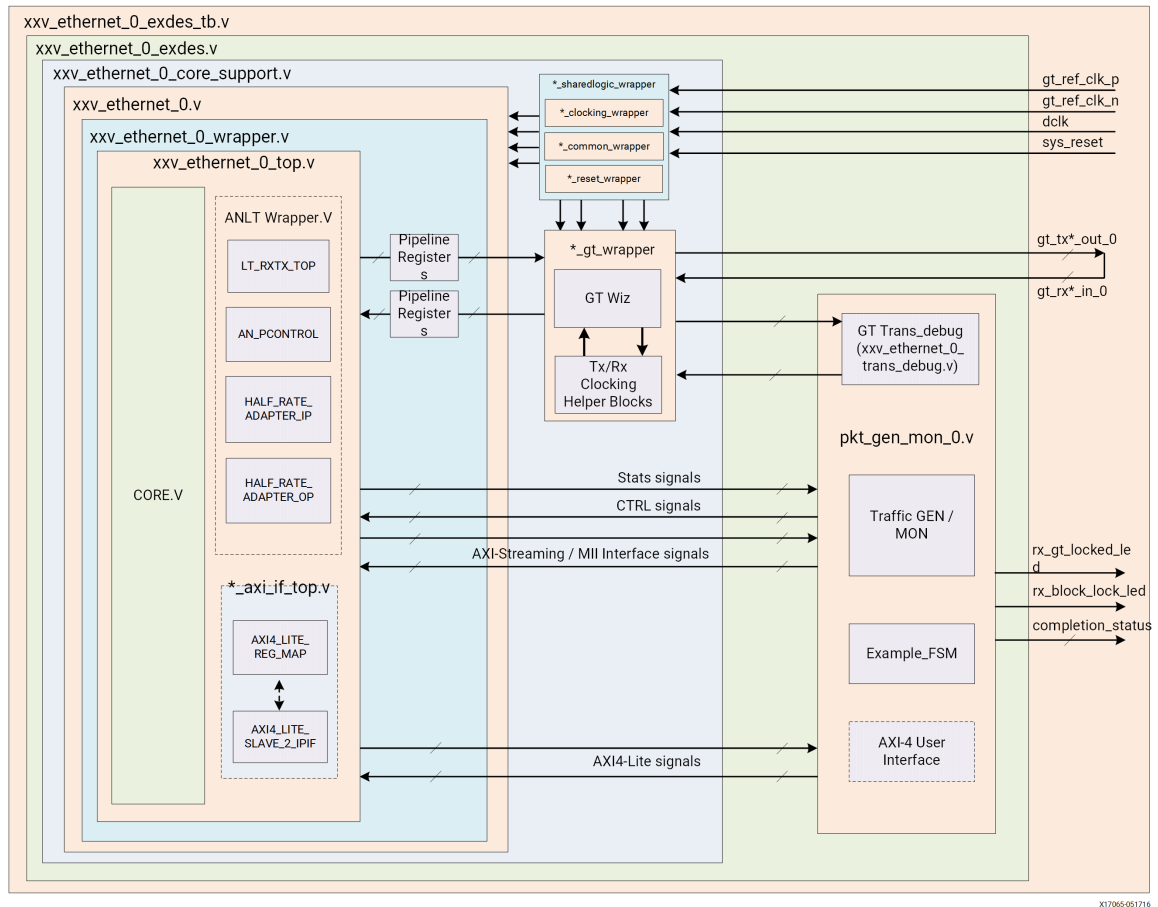 xxv_ethernet_0_exdes_tb.v
xxv_ethernet_0_exdes.v
xxv_ethernet_0_core_support.v
xxv_ethernet_0.v
xxv_ethernet_0_wrapper.v
xxv_ethernet_0_top.v
CORE.V
ANLT Wrapper.V
LT_RXTX_TOP
AN_PCONTROL
HALF_RATE_
ADAPTER_IP
HALF_RATE_
ADAPTER_OP
*_axi_if_top.v
AXI4_LITE_
REG_MAP
AXI4_LITE_
SLAVE_2_IPIF
Pipeline
Register
s
Pipeline
Register
s
*_sharedlogic_wrapper
*_clocking_wrapper
*_common_wrapper
*_reset_wrapper
*_gt_wrapper
GT Wiz
Tx/Rx
Clocking
Helper Blocks
Stats signals
CTRL signals
AXI-Streaming / MII Interface signals
AXI4-Lite signals
GT Trans_debug
(xxv_ethernet_0_
trans_debug.v)
pkt_gen_mon_0.v
Traffic GEN /
MON
Example_FSM
AXI-4 User
Interface
gt_ref_clk_p
gt_ref_clk_n
dclk
sys_reset
gt_tx*_out_0
gt_rx*_in_0
rx_gt_locked_le
d
rx_block_lock_led
completion_status
X17065-051716